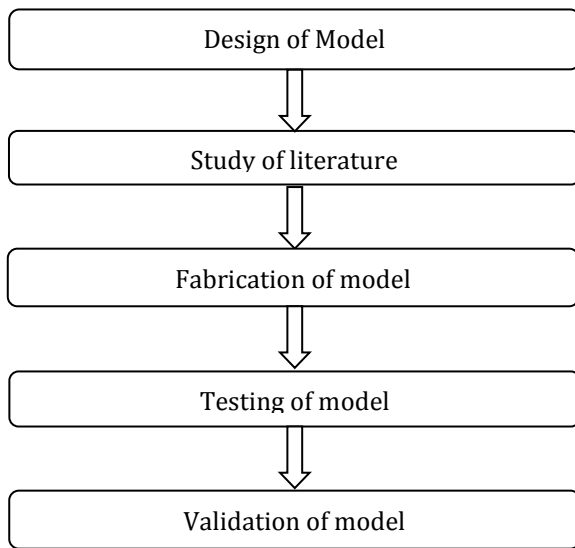 Design of Model
Study of literature
Fabrication of model
Testing of model
Validation of model